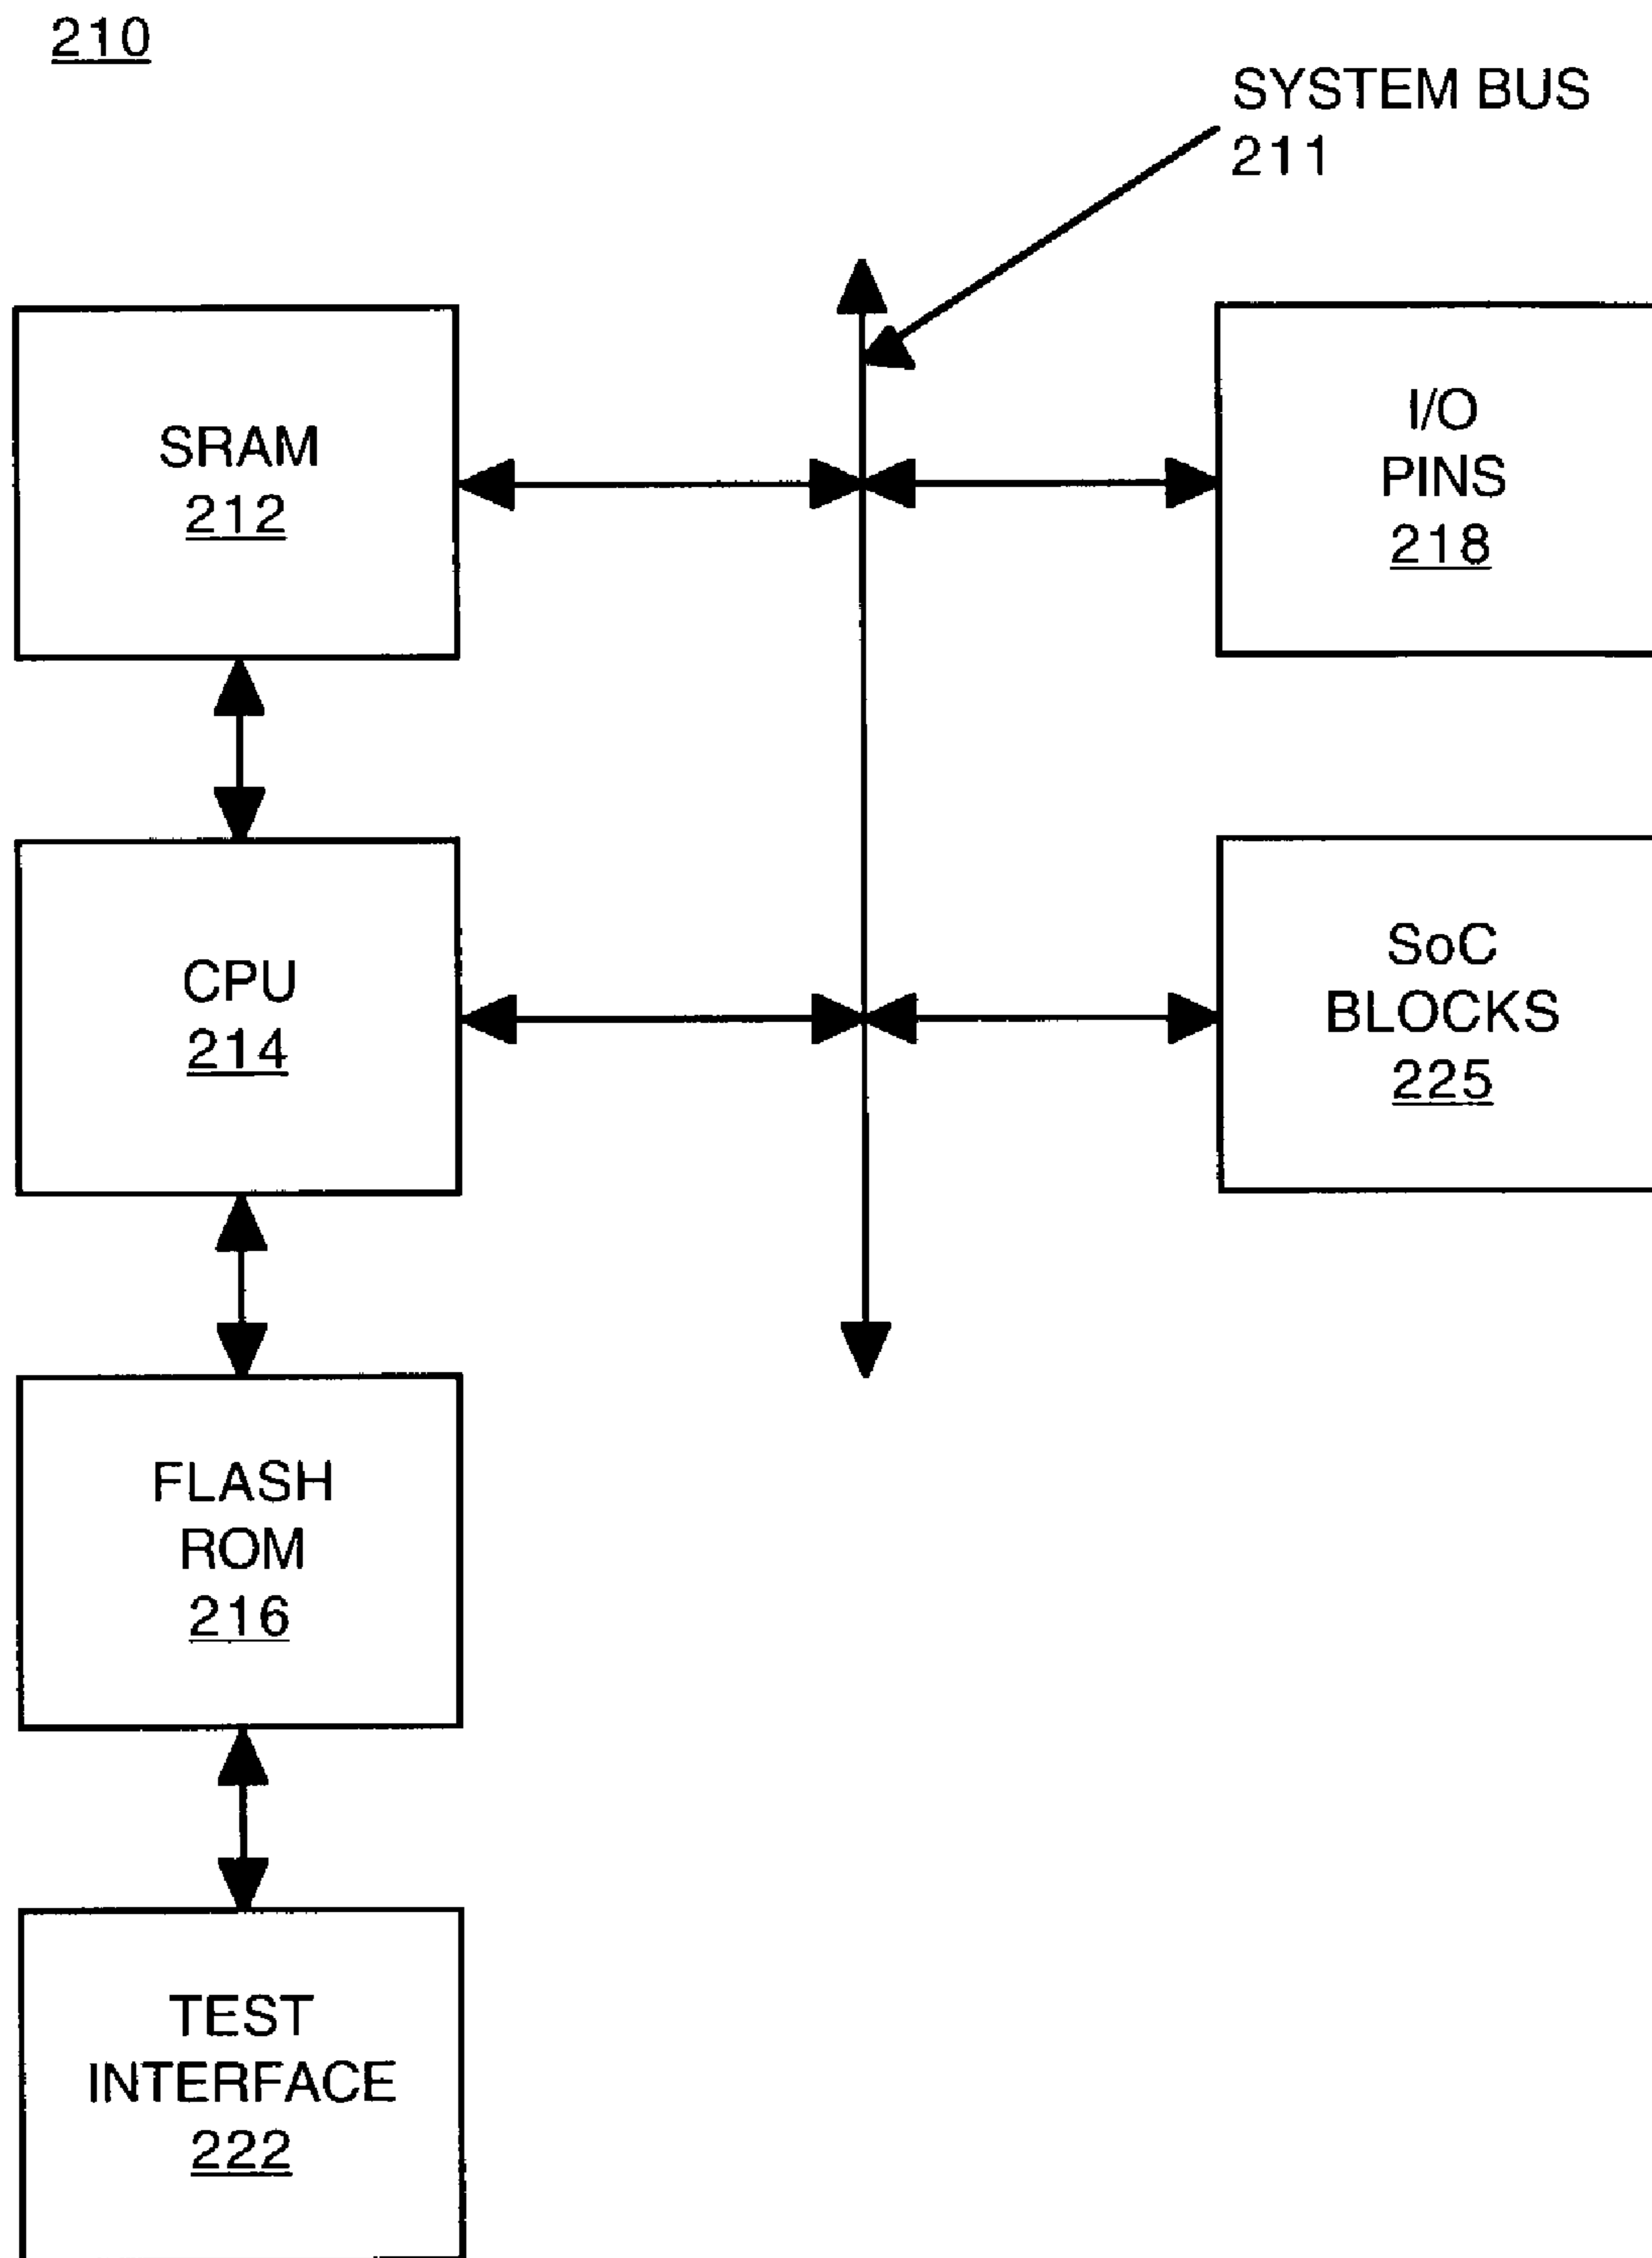 210
SYSTEM BUS
211
SRAM
212
I/O
PINS
218
CPU
214
SoC
BLOCKS
225
FLASH
ROM
216
TEST
INTERFACE
222